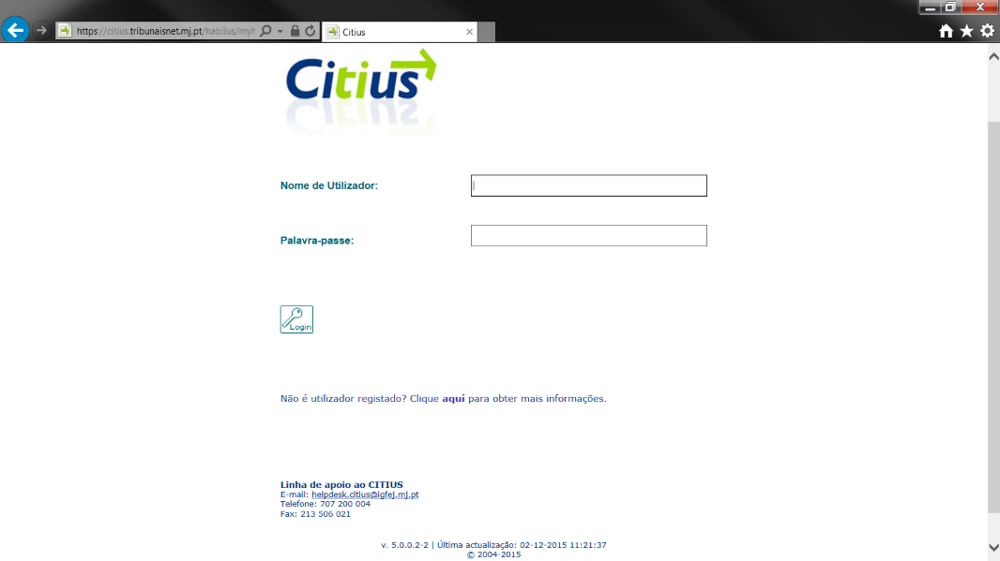 https://citius.tribunaisnet.mj.pt/habilus/myh
Citius
Citius
Nome de Utilizador:
Palavra-passe:
Login
Não é utilizador registado? Clique aqui para obter mais informações.
Linha de apoio ao CITIUS
E-mail: helpdesk.citius@igfej.mj.pt
Telefone: 707 200 004
Fax: 213 506 021
v. 5.0.0.2-2 | Última actualização: 02-12-2015 11:21:37
© 2004-2015